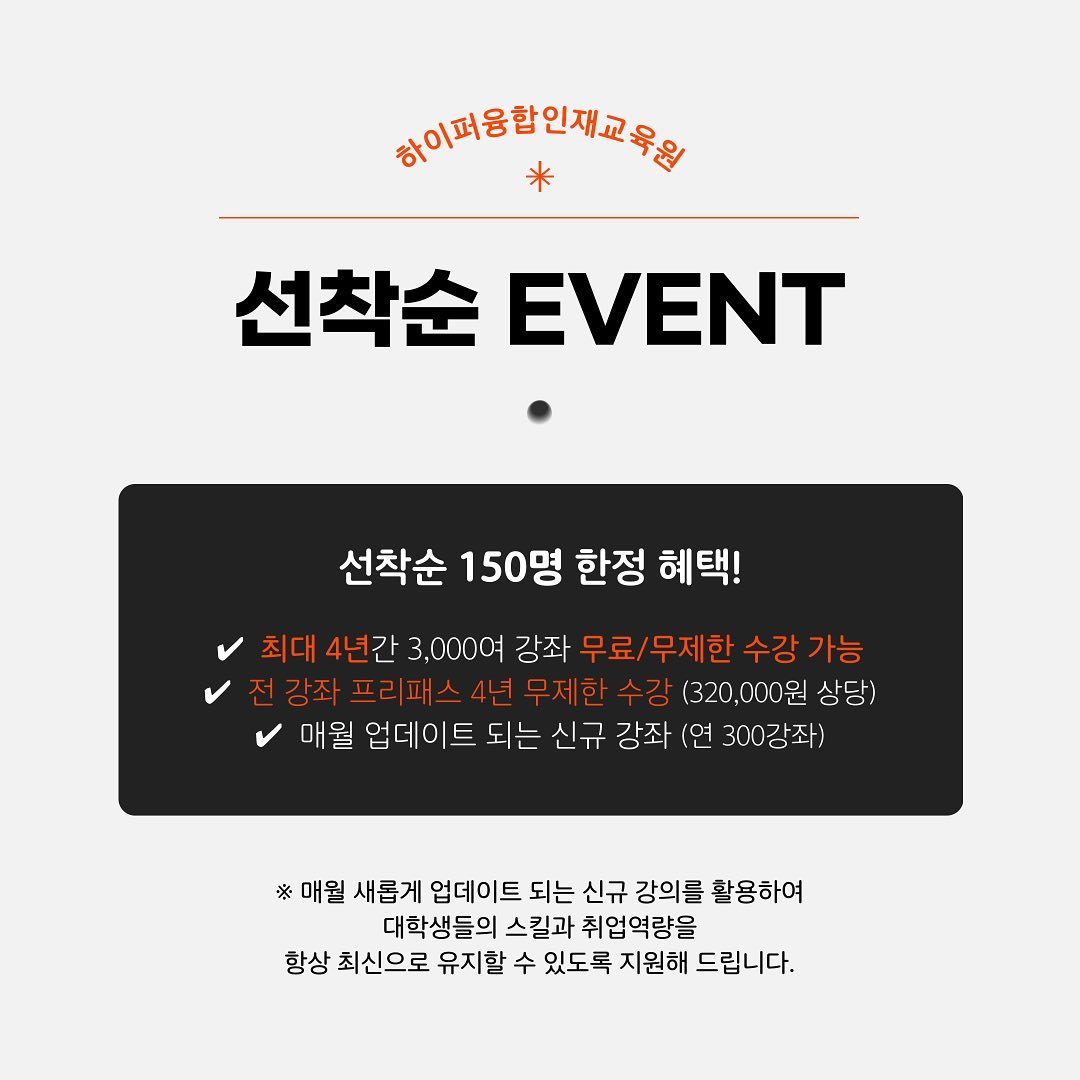 하이퍼융합인재교육원
선착순 EVENT
선착순 150명 한정 혜택!
✔ 최대 4년간 3,000여 강좌 무료/무제한 수강 가능
✔ 전 강좌 프리패스 4년 무제한 수강 (320,000원 상당)
✔ 매월 업데이트 되는 신규 강좌 (연 300강좌)
※ 매월 새롭게 업데이트 되는 신규 강의를 활용하여
대학생들의 스킬과 취업역량을
항상 최신으로 유지할 수 있도록 지원해 드립니다.